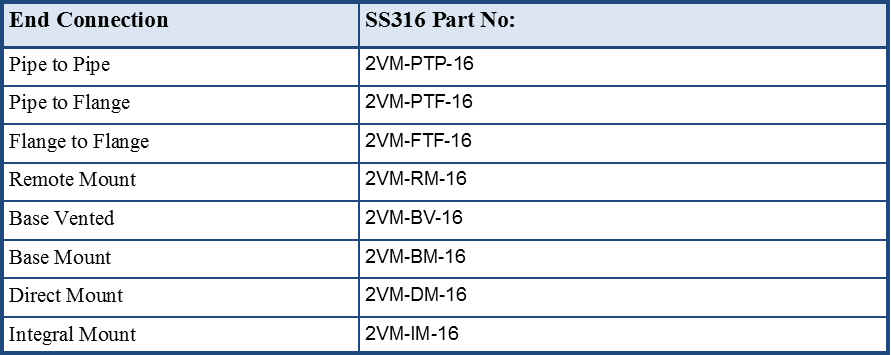 End Connection SS316 Part No:
Pipe to Pipe 2VM-PTP-16
Pipe to Flange 2VM-PTF-16
Flange to Flange 2VM-FTF-16
Remote Mount 2VM-RM-16
Base Vented 2VM-BV-16
Base Mount 2VM-BM-16
Direct Mount 2VM-DM-16
Integral Mount 2VM-IM-16